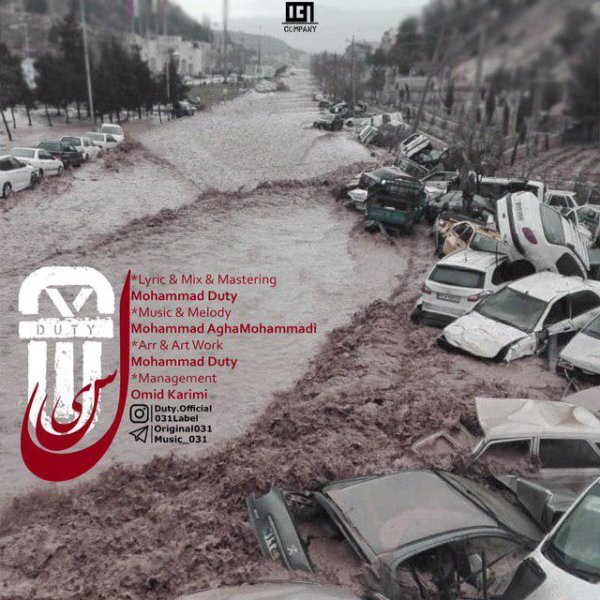 031
COMPANY
DUTY
سی
*Lyric & Mix & Mastering
Mohammad Duty
*Music & Melody
Mohammad AghaMohammadi
*Arr & Art Work
Mohammad Duty
*Management
Omid Karimi
Duty.Official
031Label
Original031
Music_031